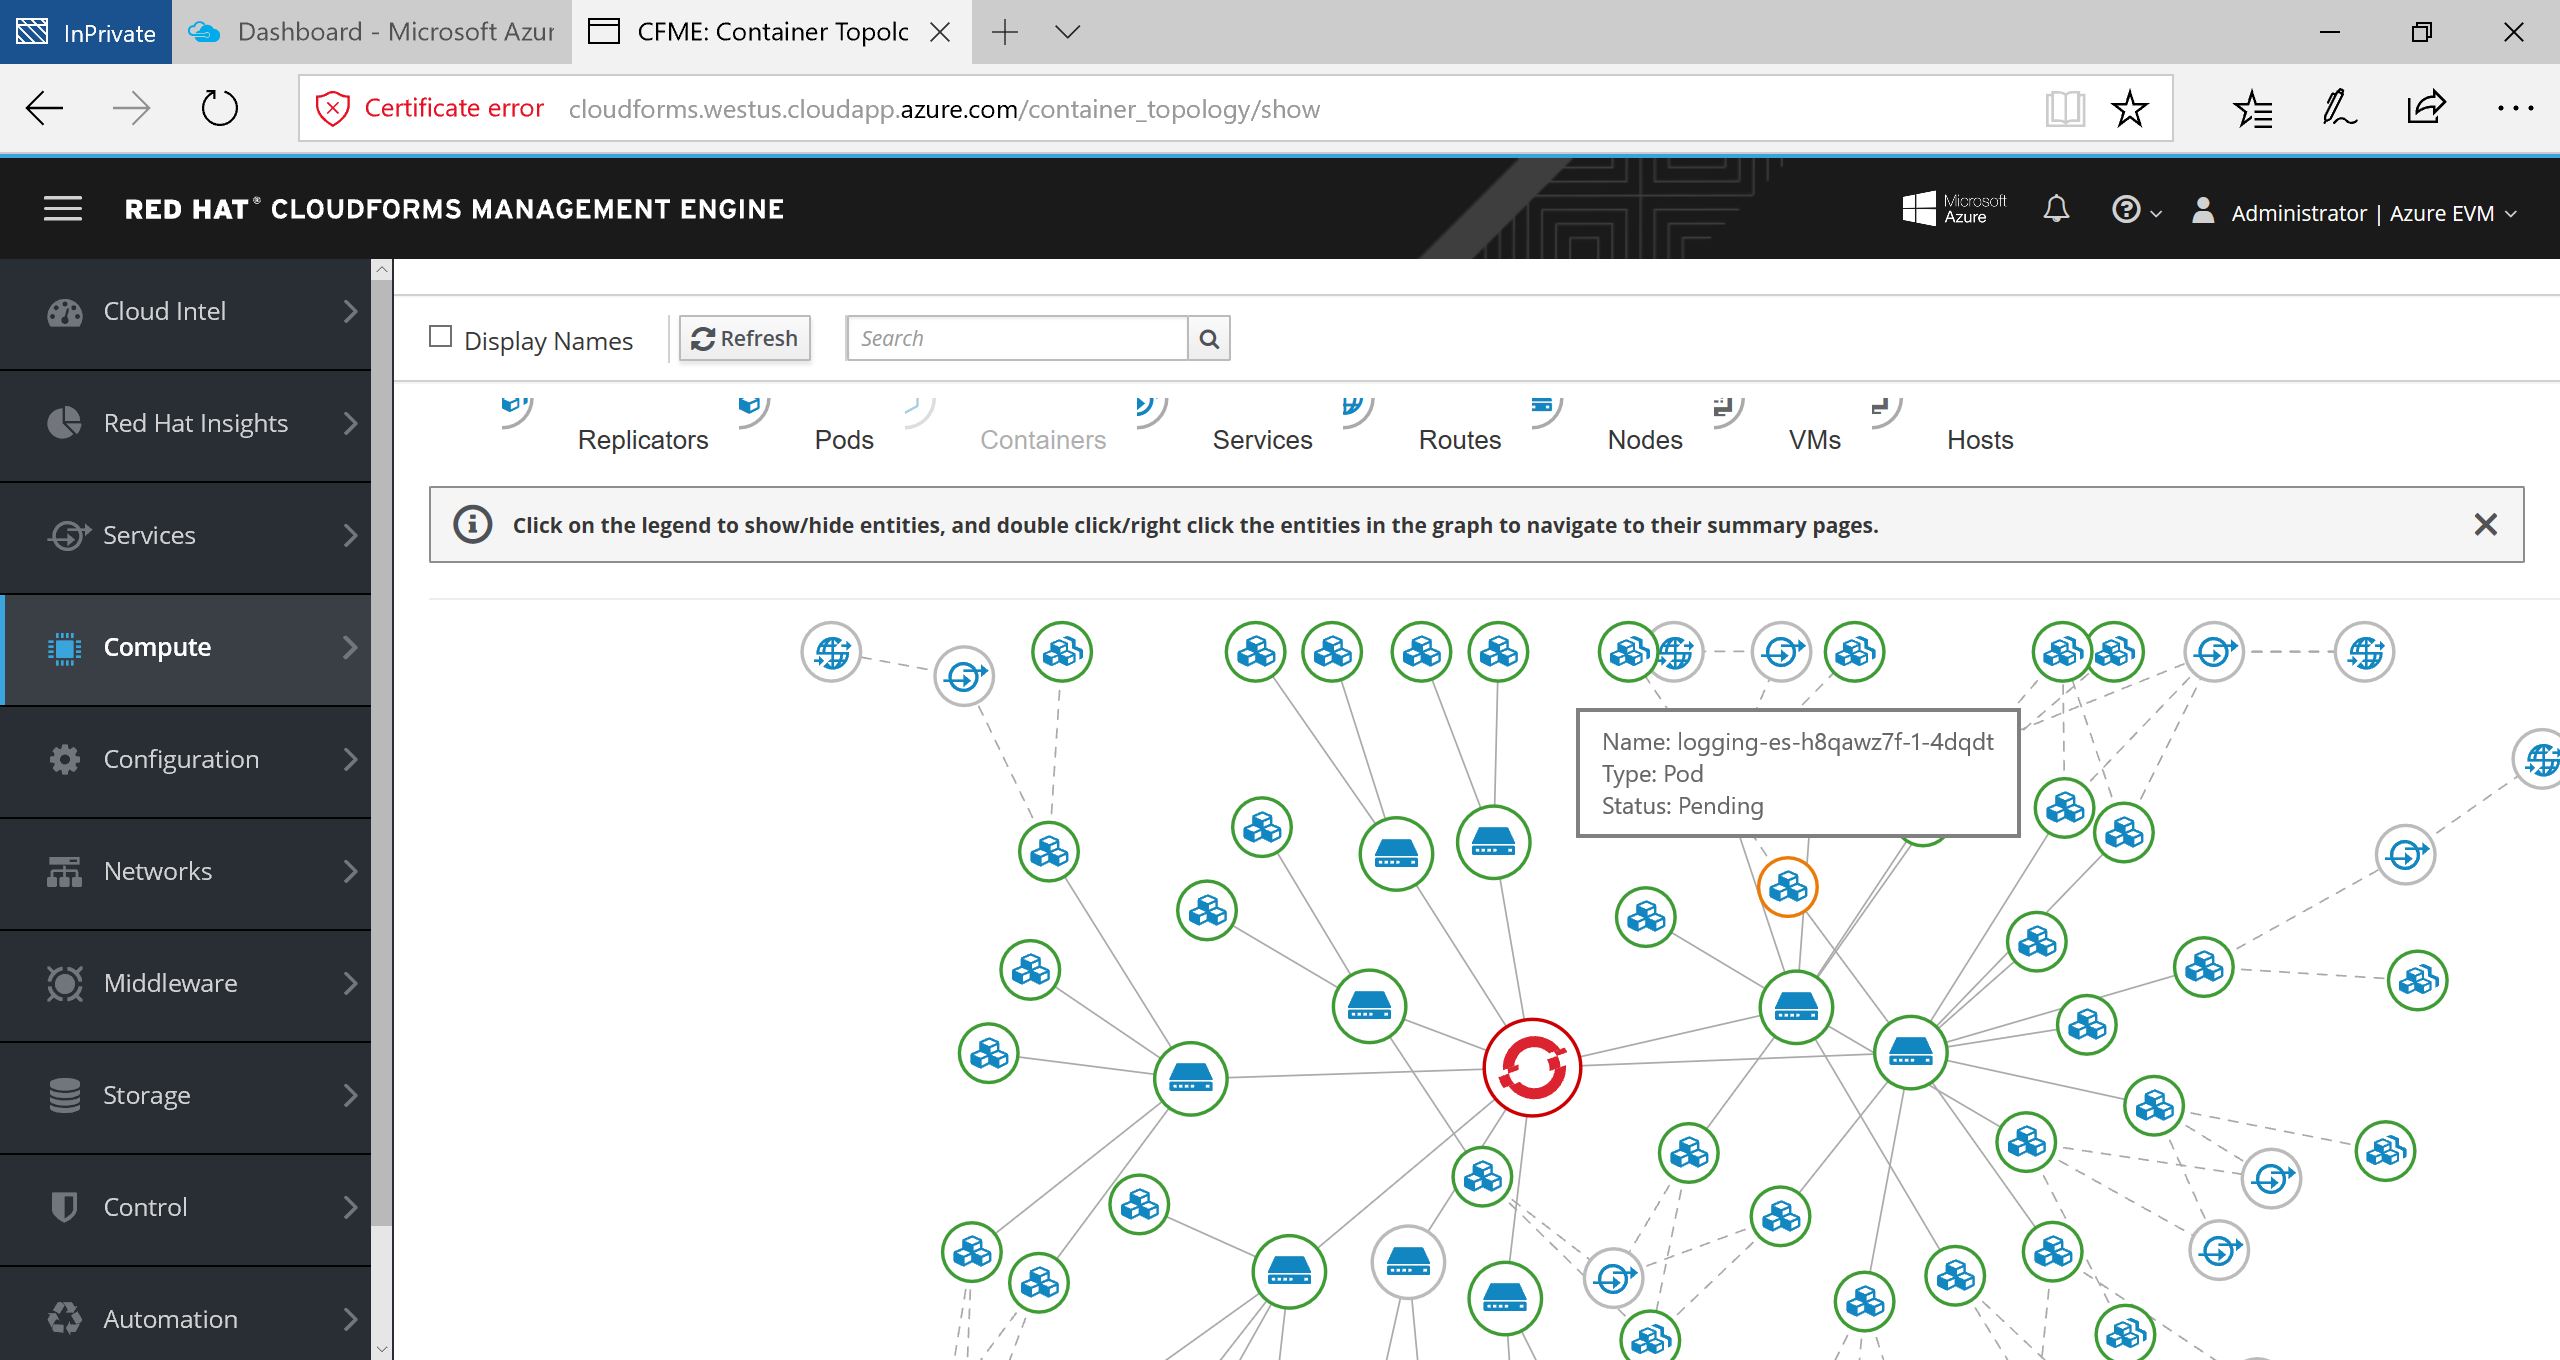 InPrivate
Dashboard - Microsoft Azur
CFME: Container Topolc
Certificate error
cloudforms.westus.cloudapp.azure.com/container_topology/show
RED HAT® CLOUDFORMS MANAGEMENT ENGINE
Microsoft
Azure
Administrator | Azure EVM
Cloud Intel
Red Hat Insights
Services
Compute
Configuration
Networks
Middleware
Storage
Control
Automation
Display Names
Refresh
Search
Replicators
Pods
Containers
Services
Routes
Nodes
VMs
Hosts
Click on the legend to show/hide entities, and double click/right click the entities in the graph to navigate to their summary pages.
Name: logging-es-h8qawz7f-1-4dqdt
Type: Pod
Status: Pending